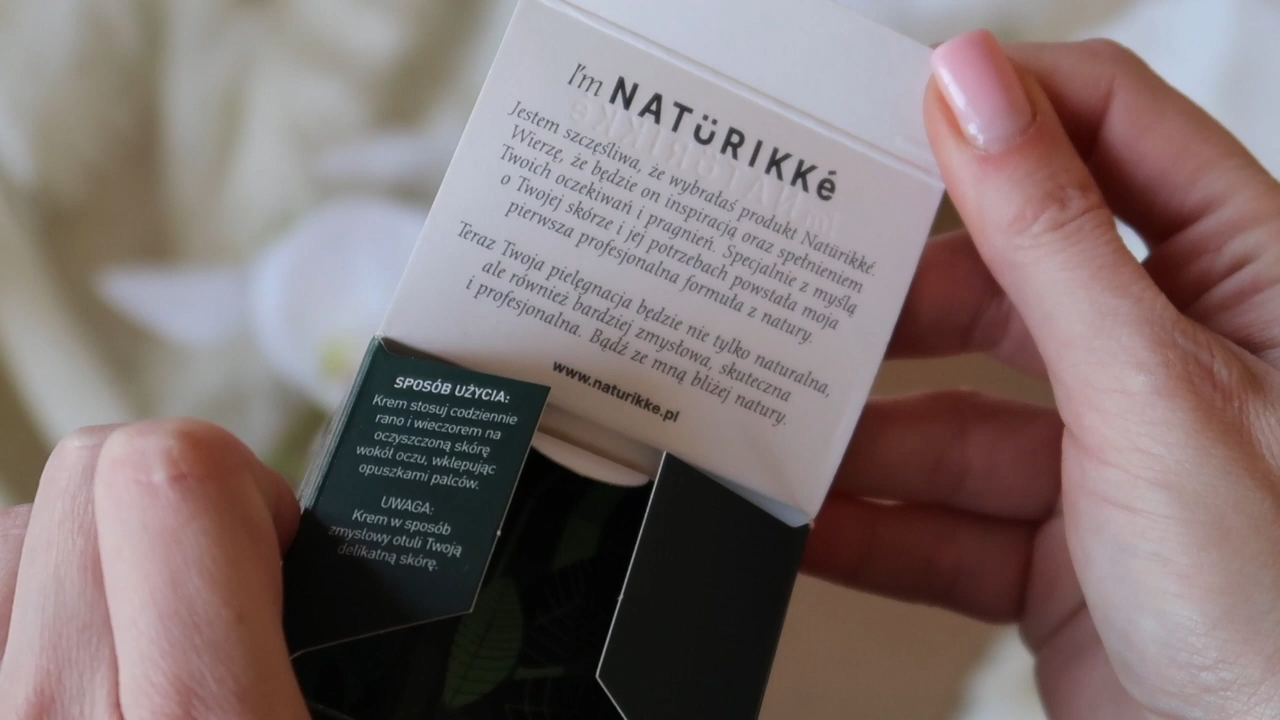 I'm NATÜRIKKé
Jestem szczęśliwa, że wybrałaś produkt Natürikké.
Wierzę, że będzie on inspiracją oraz spełnieniem
Twoich oczekiwań i pragnień. Specjalnie z myślą
o Twojej skórze i jej potrzebach powstała moja
pierwsza profesjonalna formuła z natury.
Teraz Twoja pielęgnacja będzie nie tylko naturalna,
ale również bardziej zmysłowa, skuteczna
i profesjonalna. Bądź ze mną bliżej natury.
www.naturikke.pl
SPOSÓB UŻYCIA:
Krem stosuj codziennie
rano i wieczorem na
oczyszczoną skórę
wokół oczu, wklepując
opuszkami palców.
UWAGA:
Krem w sposób
zmysłowy otuli Twoją
delikatną skórę.